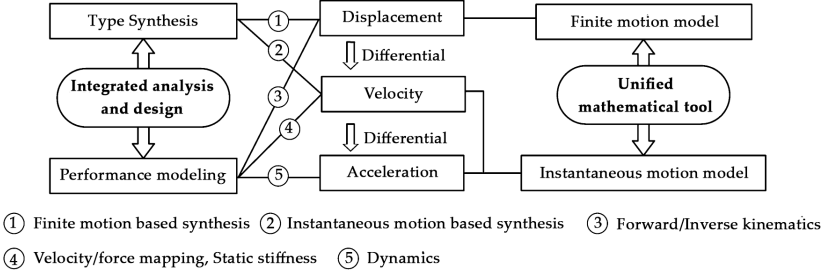 Type Synthesis
①
Displacement
Finite motion model
②
Differential
Integrated analysis
and design
③
Velocity
Unified
mathematical tool
④
Differential
Performance modeling
⑤
Acceleration
Instantaneous motion model
① Finite motion based synthesis ② Instantaneous motion based synthesis ③ Forward/Inverse kinematics
④ Velocity/force mapping, Static stiffness ⑤ Dynamics